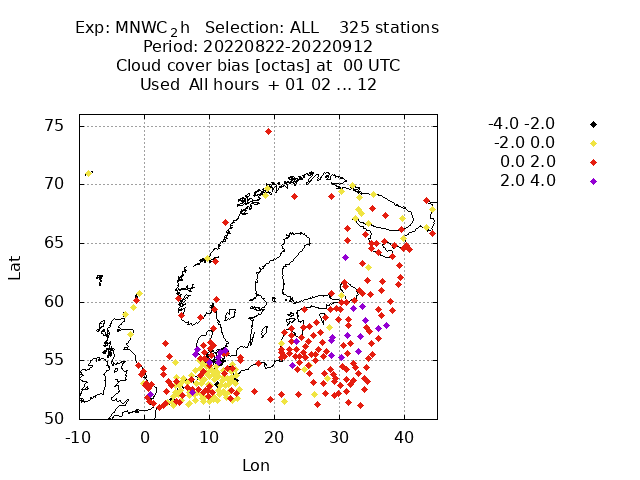 Exp: MNWC_2h   Selection: ALL    325 stations
Period: 20220822-20220912
Cloud cover bias [octas] at  00 UTC
Used  All hours  + 01 02 ... 12
-4.0 -2.0
-2.0 0.0
0.0 2.0
2.0 4.0
75
70
65
60
55
50
Lat
-10 0 10 20 30 40
Lon